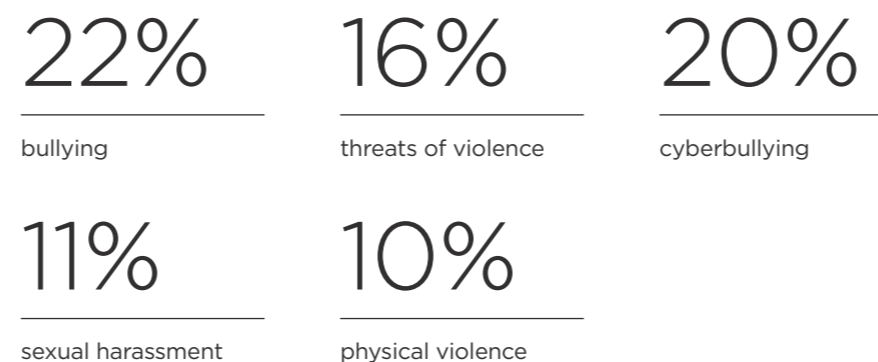 22%
16%
20%
bullying
threats of violence
cyberbullying
11%
10%
sexual harassment
physical violence